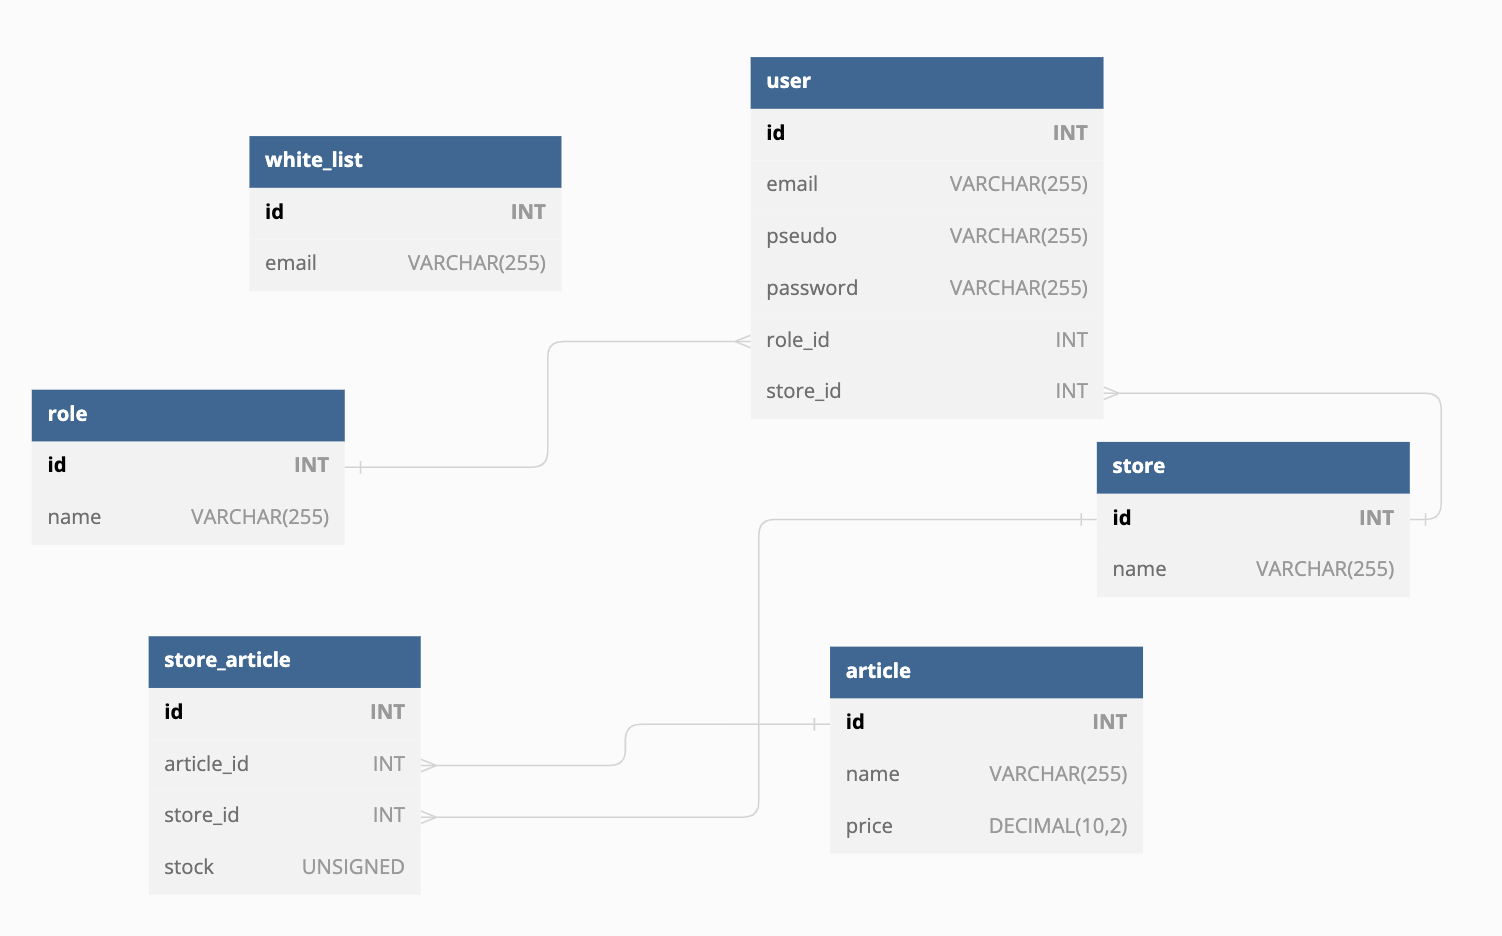 white_list
id INT
email VARCHAR(255)
user
id INT
email VARCHAR(255)
pseudo VARCHAR(255)
password VARCHAR(255)
role_id INT
store_id INT
role
id INT
name VARCHAR(255)
store
id INT
name VARCHAR(255)
store_article
id INT
article_id INT
store_id INT
stock UNSIGNED
article
id INT
name VARCHAR(255)
price DECIMAL(10,2)